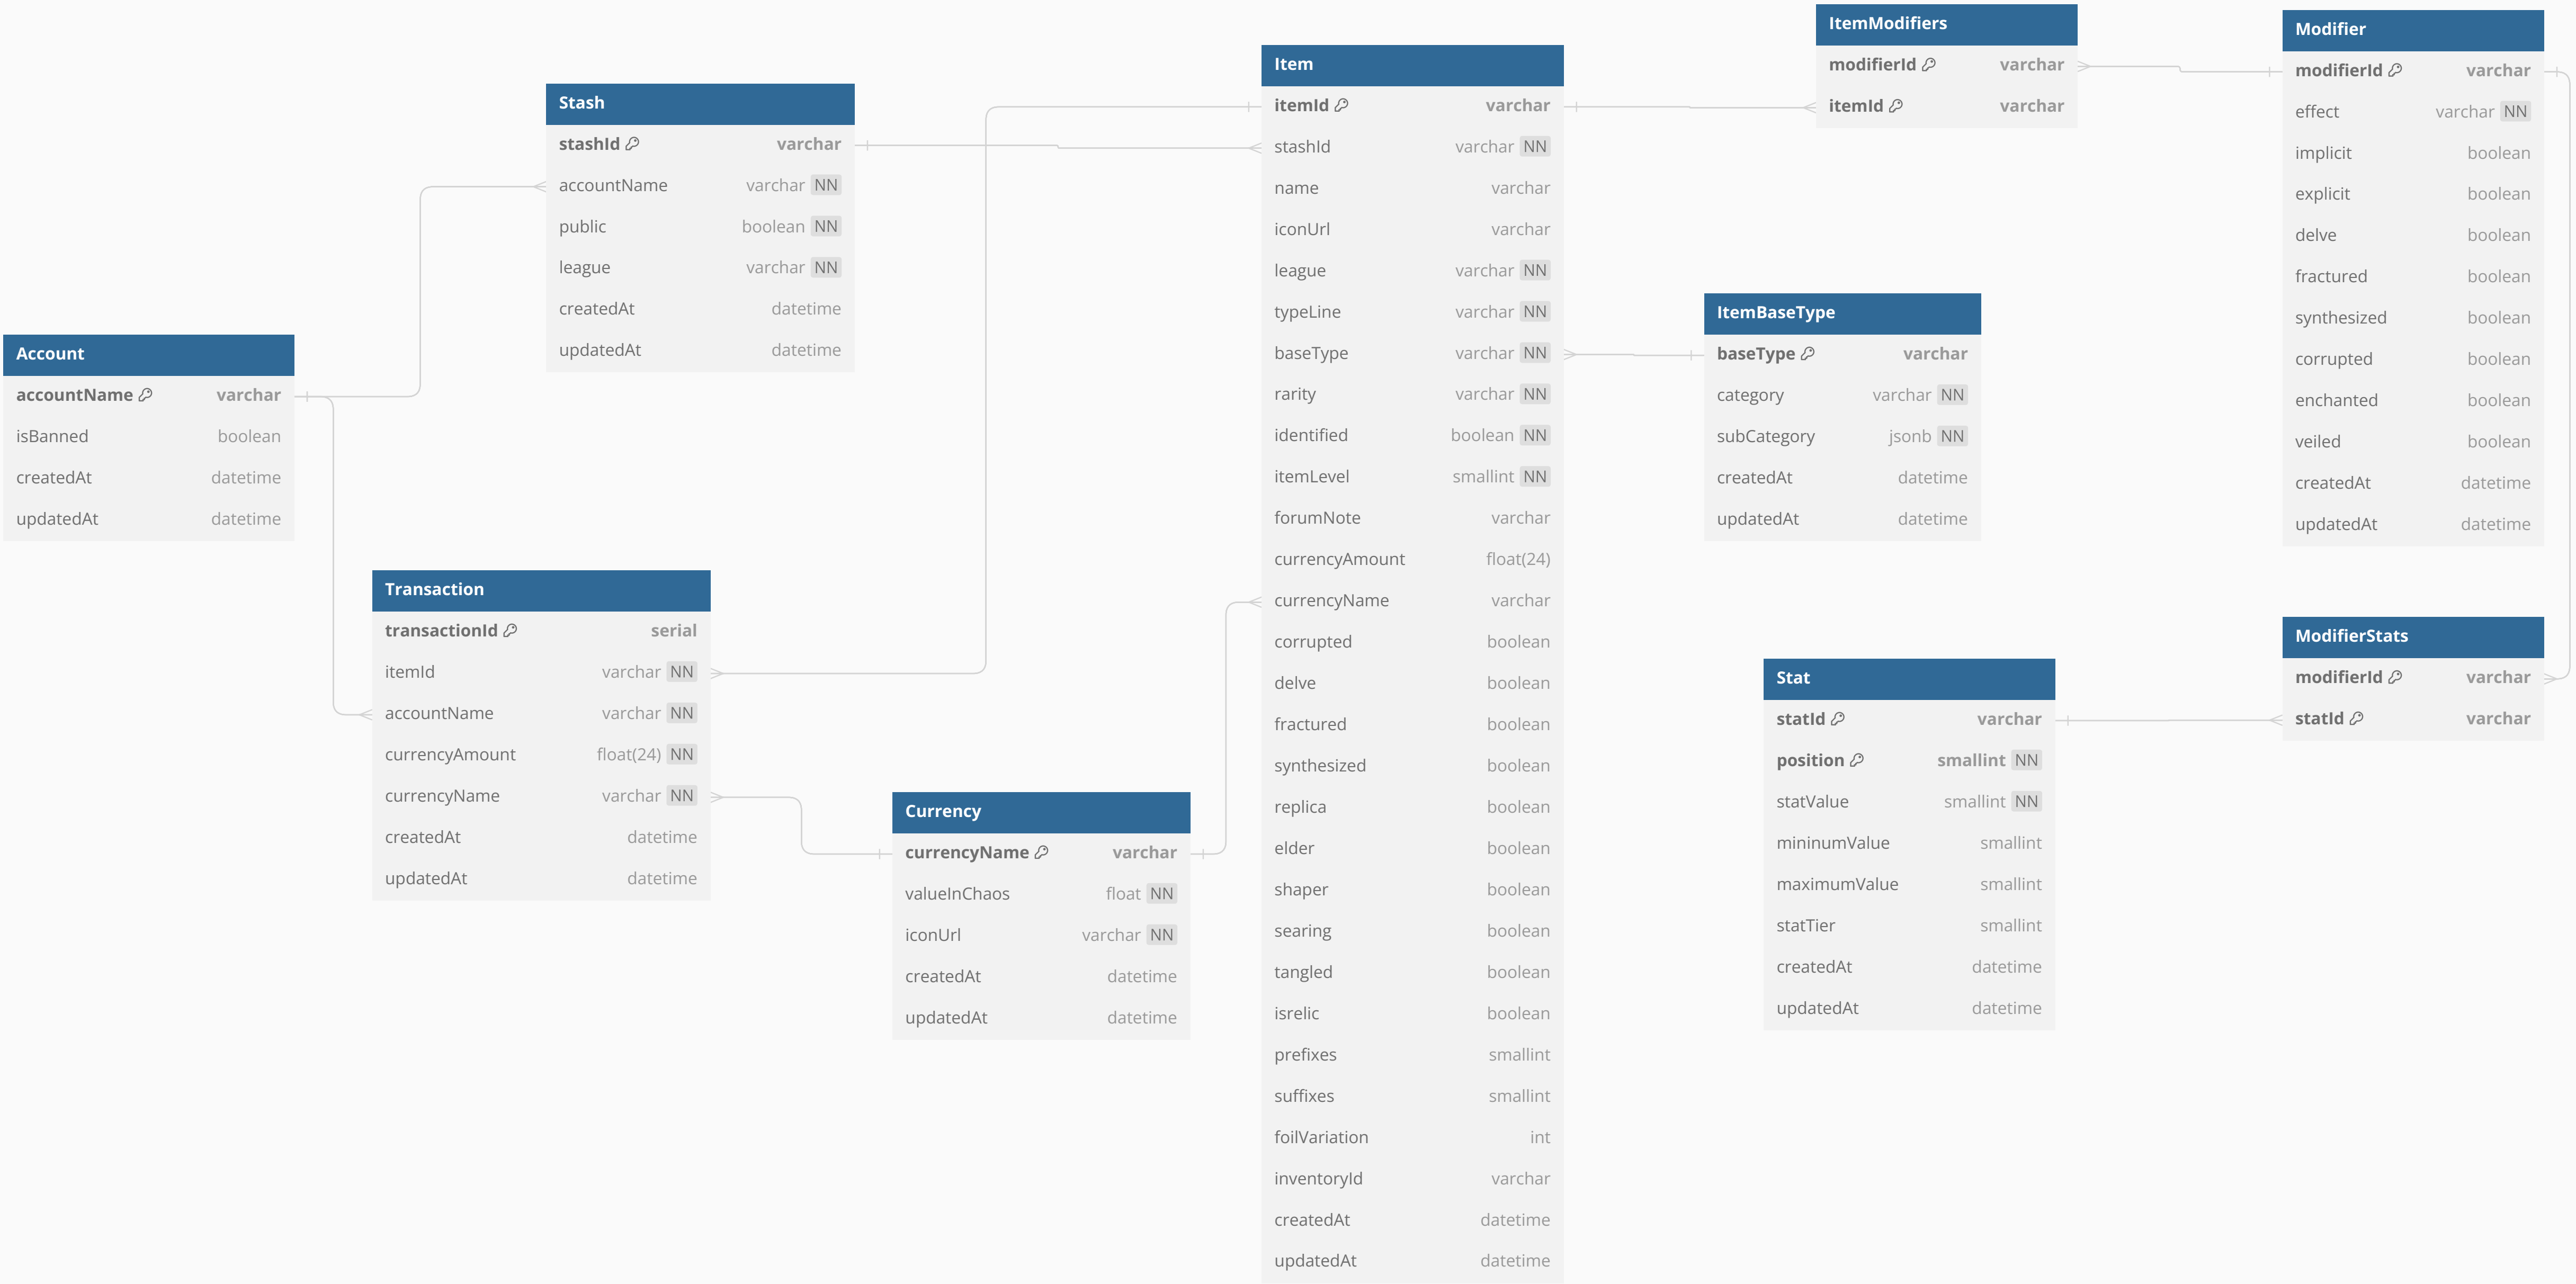 Account
accountName varchar
isBanned boolean
createdAt datetime
updatedAt datetime
Stash
stashId varchar
accountName varchar NN
public boolean NN
league varchar NN
createdAt datetime
updatedAt datetime
Transaction
transactionId serial
itemId varchar NN
accountName varchar NN
currencyAmount float(24) NN
currencyName varchar NN
createdAt datetime
updatedAt datetime
Currency
currencyName varchar
valueInChaos float NN
iconUrl varchar NN
createdAt datetime
updatedAt datetime
Item
itemId varchar
stashId varchar NN
name varchar
iconUrl varchar
league varchar NN
typeLine varchar NN
baseType varchar NN
rarity varchar NN
identified boolean NN
itemLevel smallint NN
forumNote varchar
currencyAmount float(24)
currencyName varchar
corrupted boolean
delve boolean
fractured boolean
synthesized boolean
replica boolean
elder boolean
shaper boolean
searing boolean
tangled boolean
isrelic boolean
prefixes smallint
suffixes smallint
foilVariation int
inventoryId varchar
createdAt datetime
updatedAt datetime
ItemModifiers
modifierId varchar
itemId varchar
ItemBaseType
baseType varchar
category varchar NN
subCategory jsonb NN
createdAt datetime
updatedAt datetime
Stat
statId varchar
position smallint NN
statValue smallint NN
mininumValue smallint
maximumValue smallint
statTier smallint
createdAt datetime
updatedAt datetime
Modifier
modifierId varchar
effect varchar NN
implicit boolean
explicit boolean
delve boolean
fractured boolean
synthesized boolean
corrupted boolean
enchanted boolean
veiled boolean
createdAt datetime
updatedAt datetime
ModifierStats
modifierId varchar
statId varchar